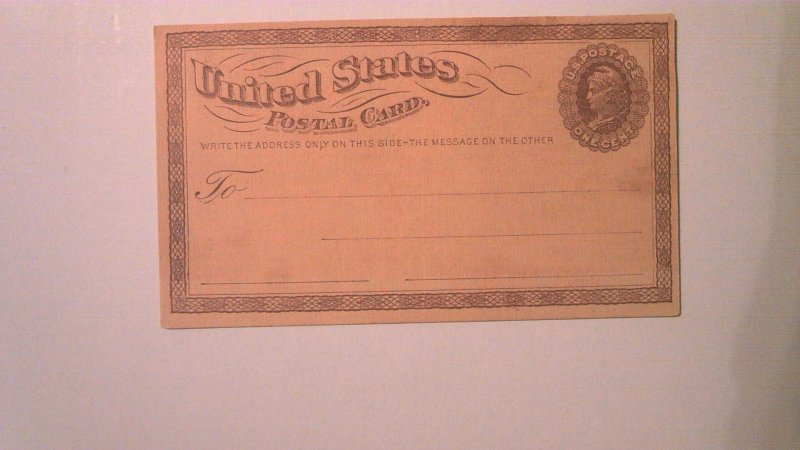 United States
POSTAL CARD.
WRITE THE ADDRESS ONLY ON THIS SIDE-THE MESSAGE ON THE OTHER
To
U.S. POSTAGE
ONE CENT